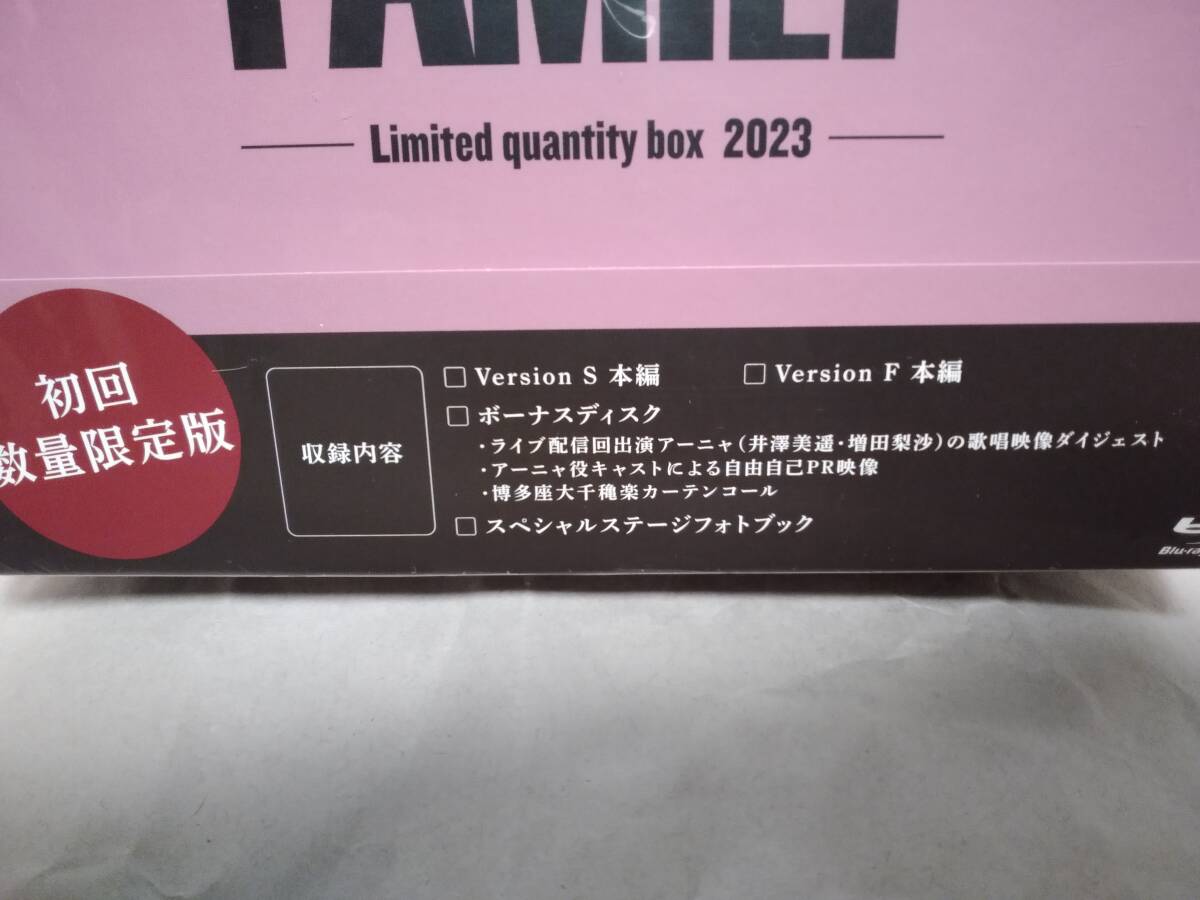 FAMILY
Limited quantity box 2023
初回
数量限定版
収録内容
□ Version S 本編
□ Version F 本編
□ ボーナスディスク
・ライブ配信回出演アーニャ(井澤美遥・増田梨沙)の歌唱映像ダイジェスト
・アーニャ役キャストによる自由自己PR映像
・博多座大千穐楽カーテンコール
□ スペシャルステージフォトブック
Blu-ray